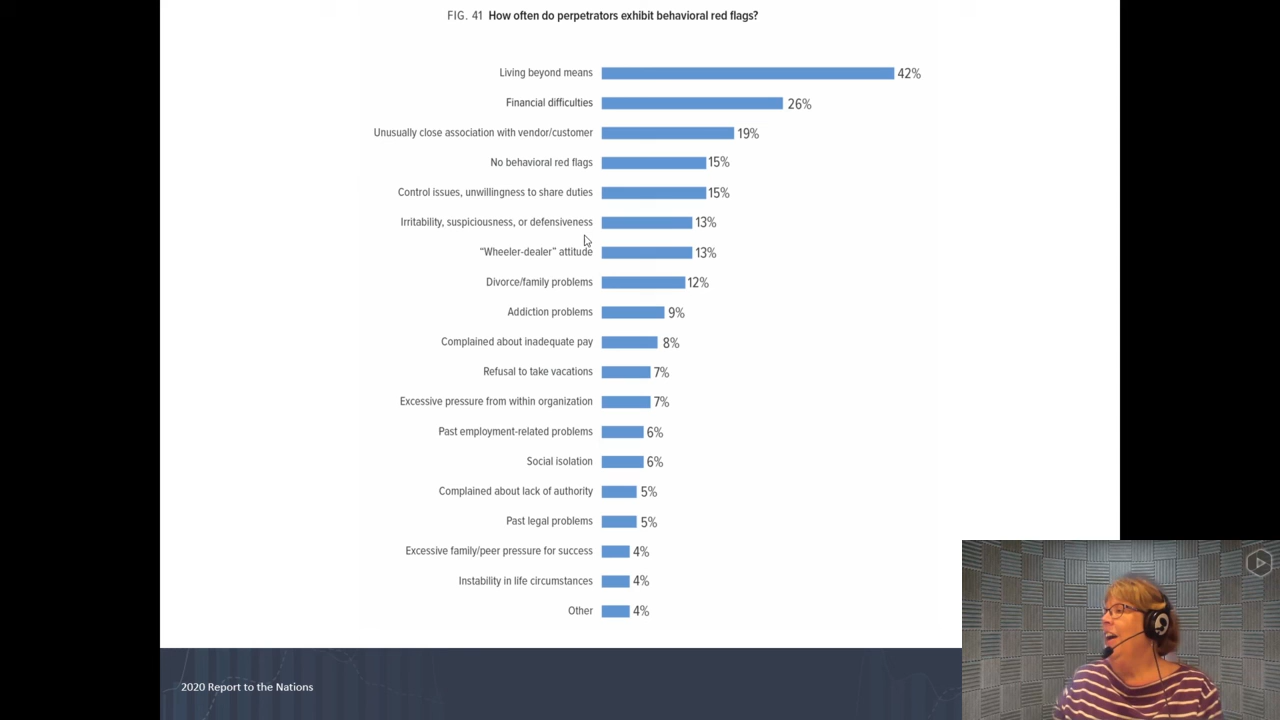 FIG. 41 How often do perpetrators exhibit behavioral red flags?
Living beyond means 42%
Financial difficulties 26%
Unusually close association with vendor/customer 19%
No behavioral red flags 15%
Control issues, unwillingness to share duties 15%
Irritability, suspiciousness, or defensiveness 13%
“Wheeler-dealer” attitude 13%
Divorce/family problems 12%
Addiction problems 9%
Complained about inadequate pay 8%
Refusal to take vacations 7%
Excessive pressure from within organization 7%
Past employment-related problems 6%
Social isolation 6%
Complained about lack of authority 5%
Past legal problems 5%
Excessive family/peer pressure for success 4%
Instability in life circumstances 4%
Other 4%
2020 Report to the Nations